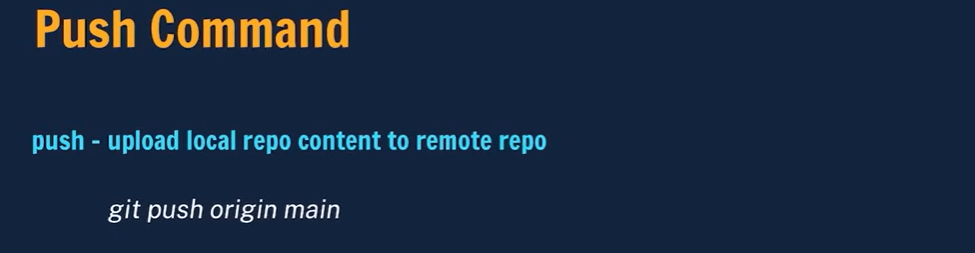 Push Command
push - upload local repo content to remote repo
git push origin main